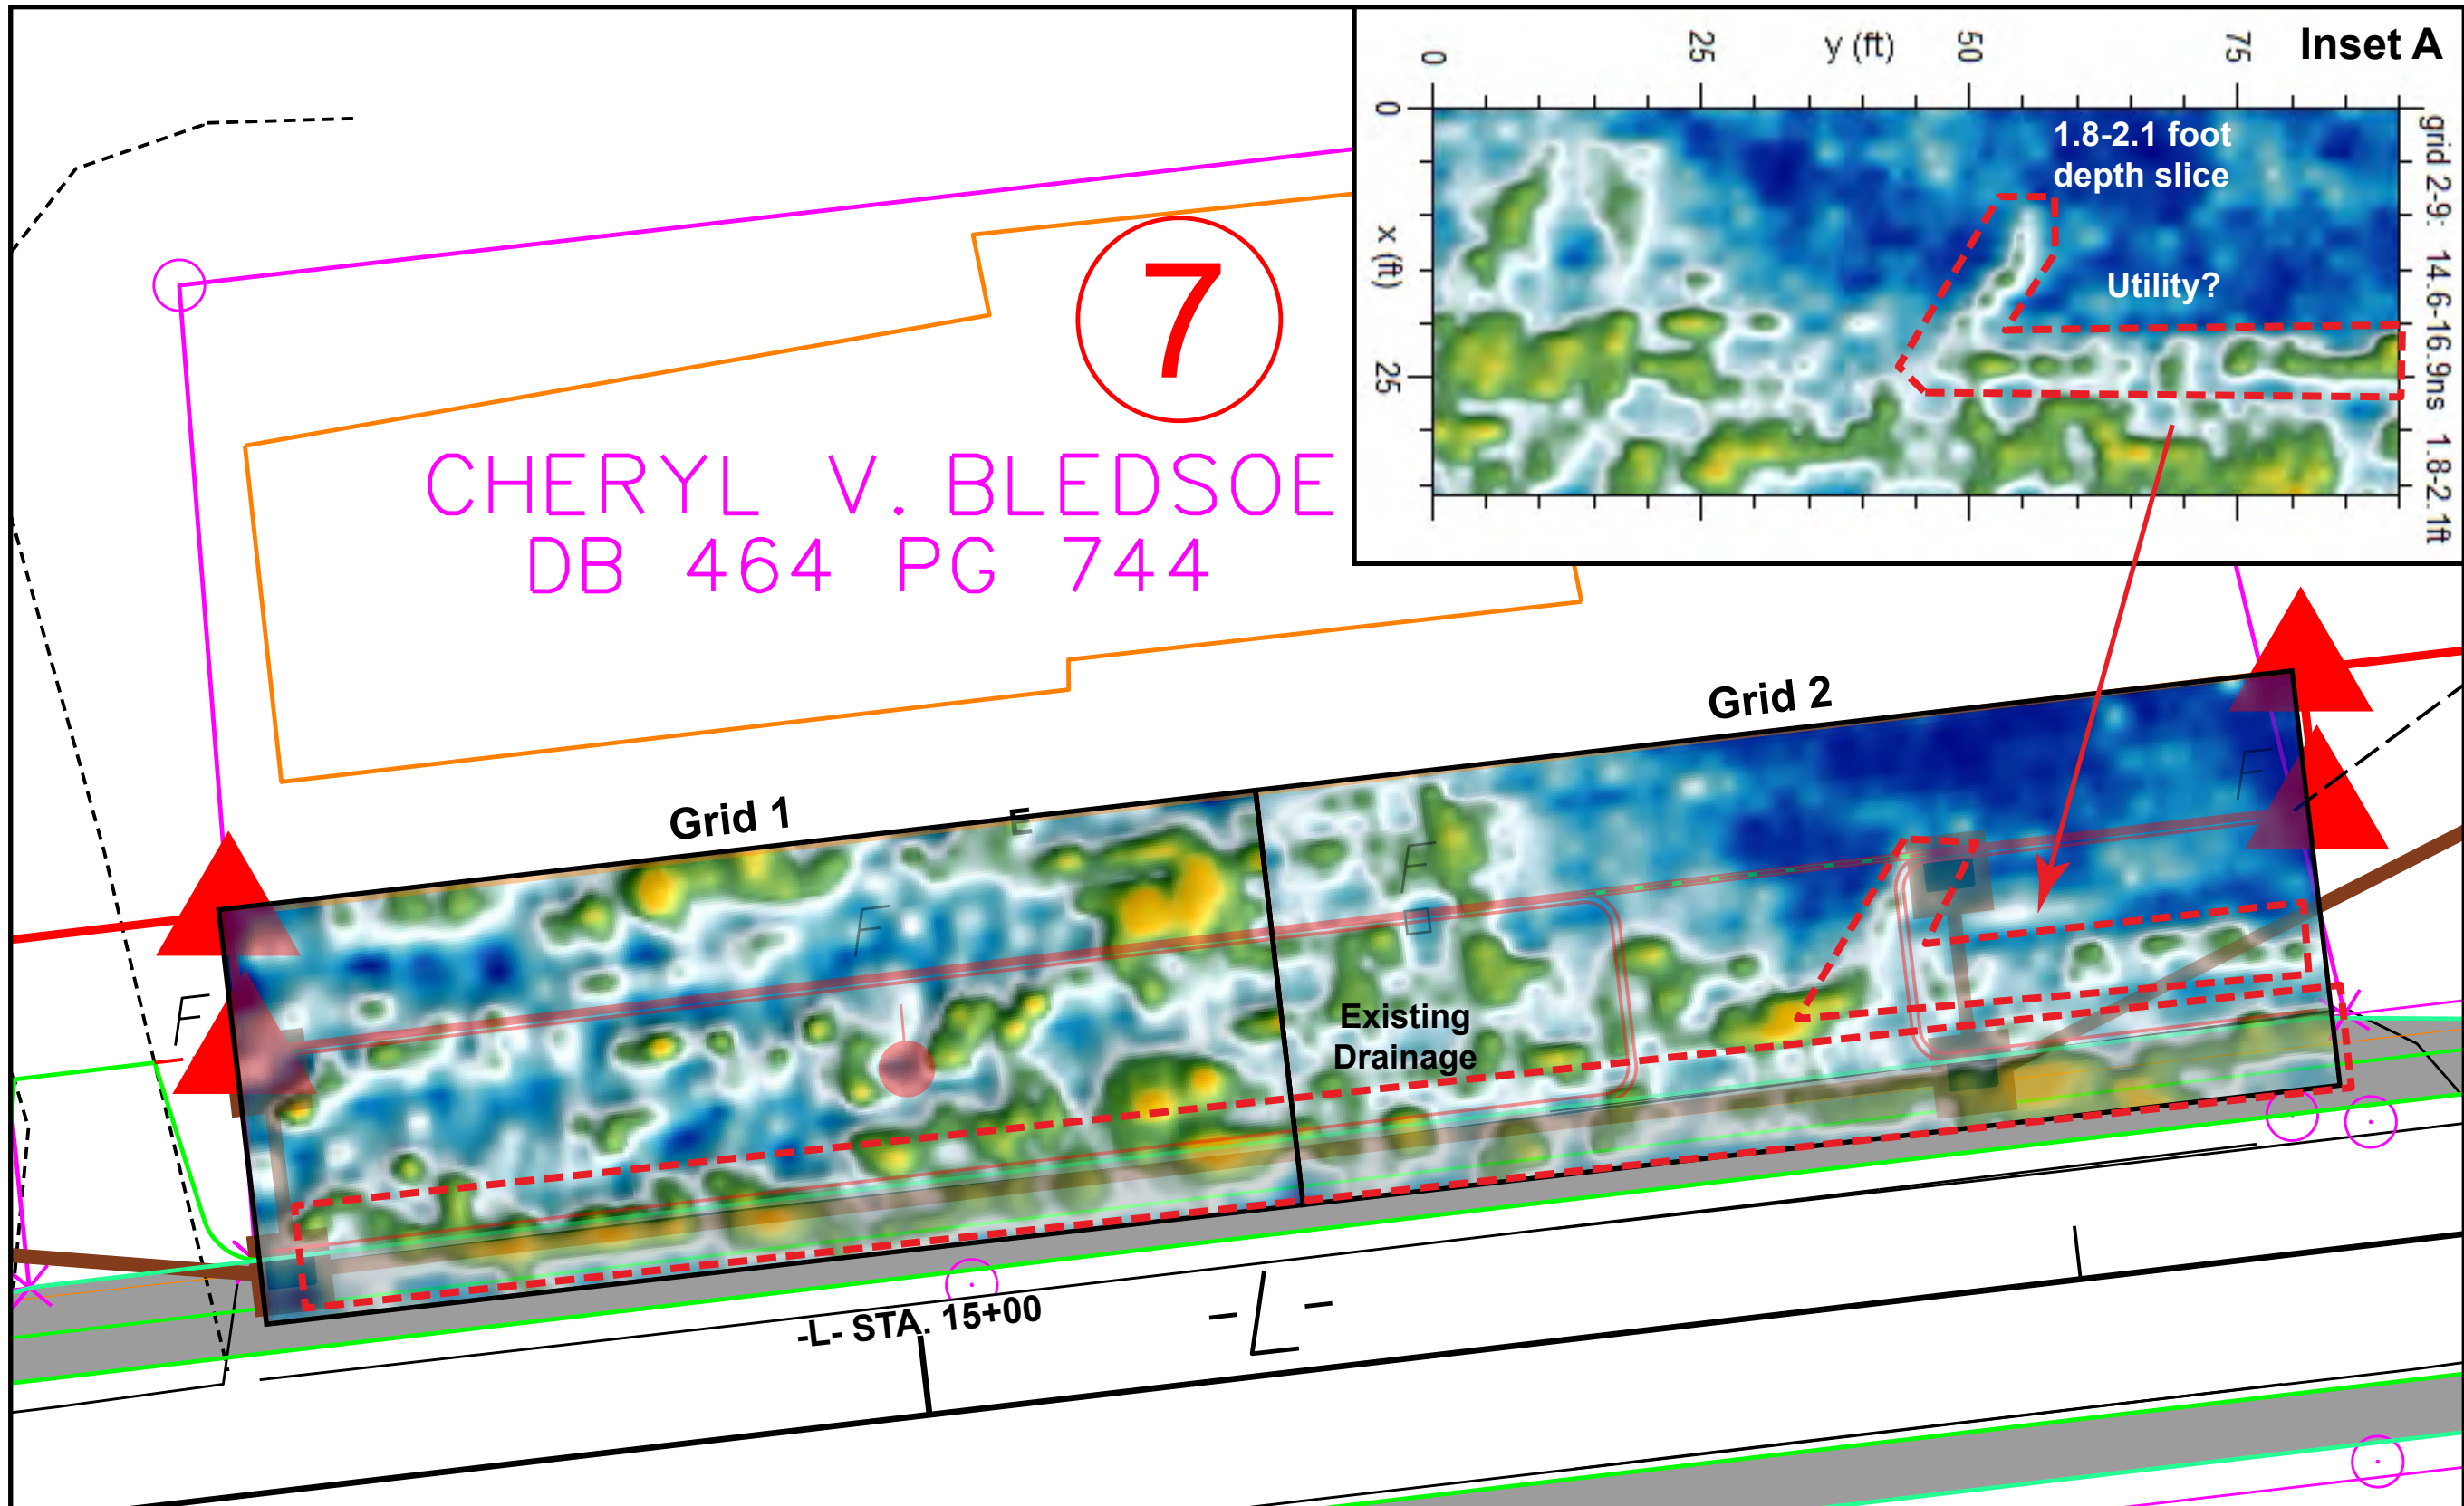 Inset A
0
25
y (ft)
50
75
0
x (ft)
25
grid 2-9: 14.6-16.9ns 1.8-2.1ft
1.8-2.1 foot
depth slice
Utility?
7
CHERYL V. BLEDSOE
DB 464 PG 744
Grid 2
Grid 1
E
F
F
F
F
Existing
Drainage
-L- STA. 15+00
- L -